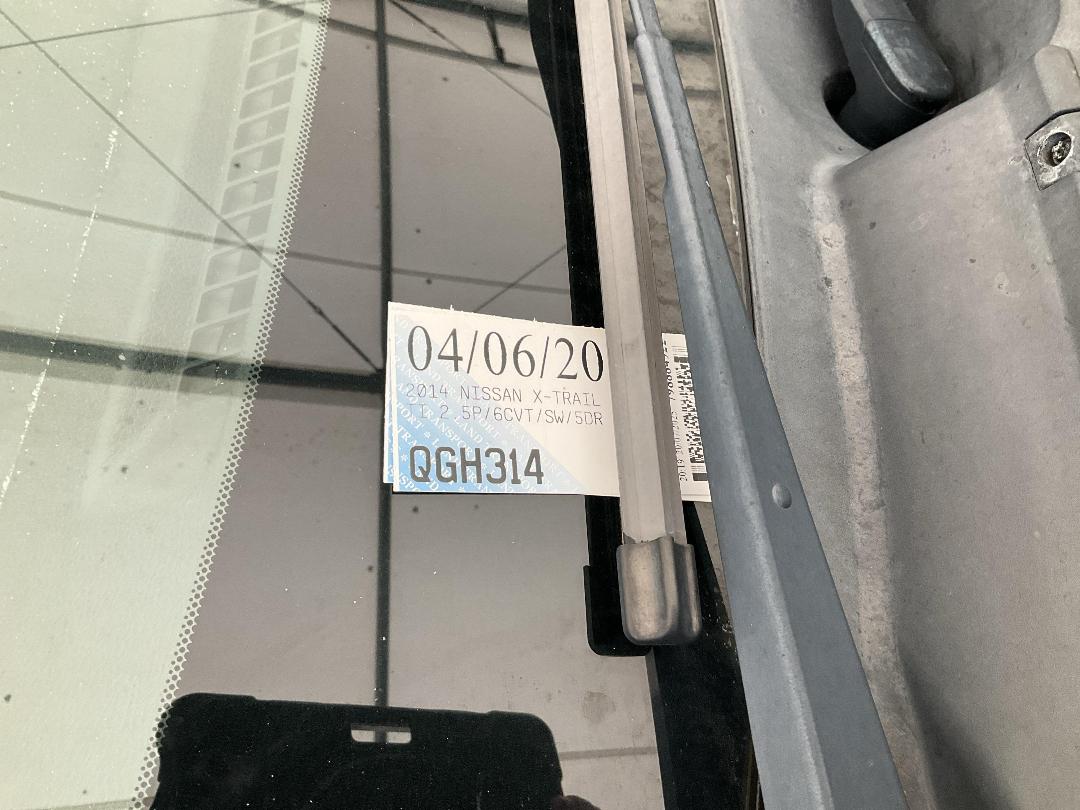 04/06/20
2014 NISSAN X-TRAIL
I 2 5P/6CVT/SW/5DR
QGH314